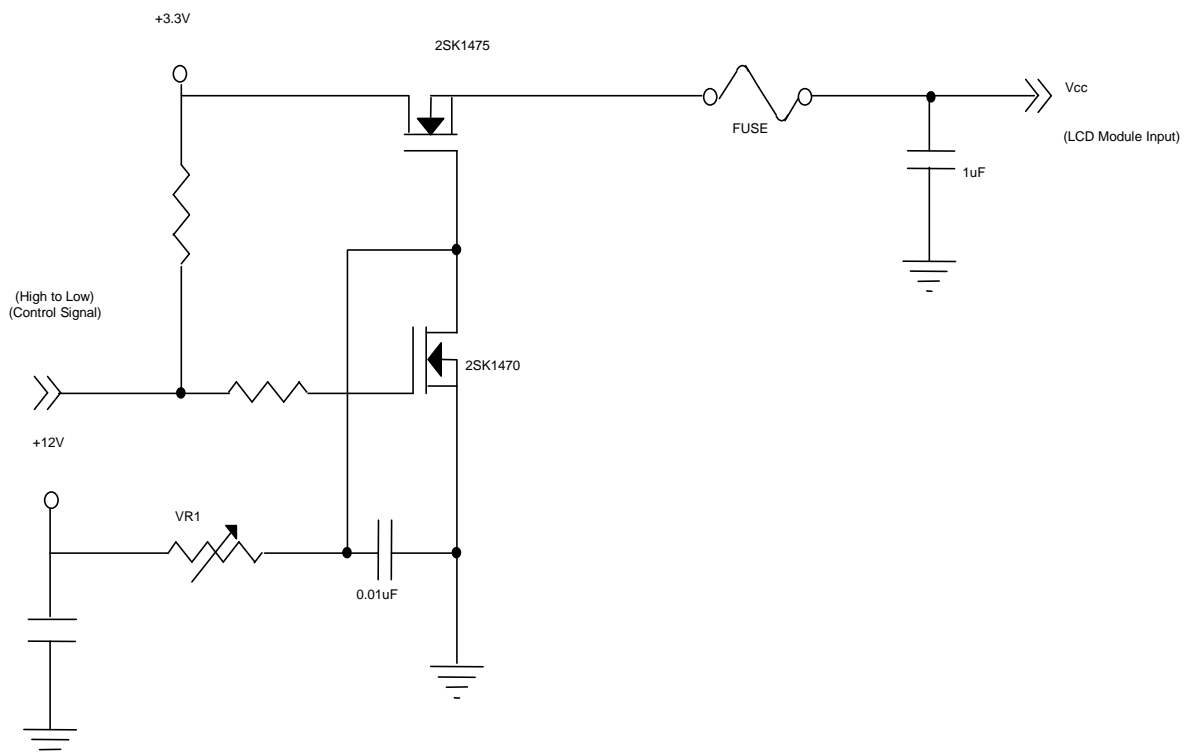 +3.3V
2SK1475
Vcc
FUSE
(LCD Module Input)
1uF
(High to Low)
(Control Signal)
2SK1470
+12V
VR1
0.01uF